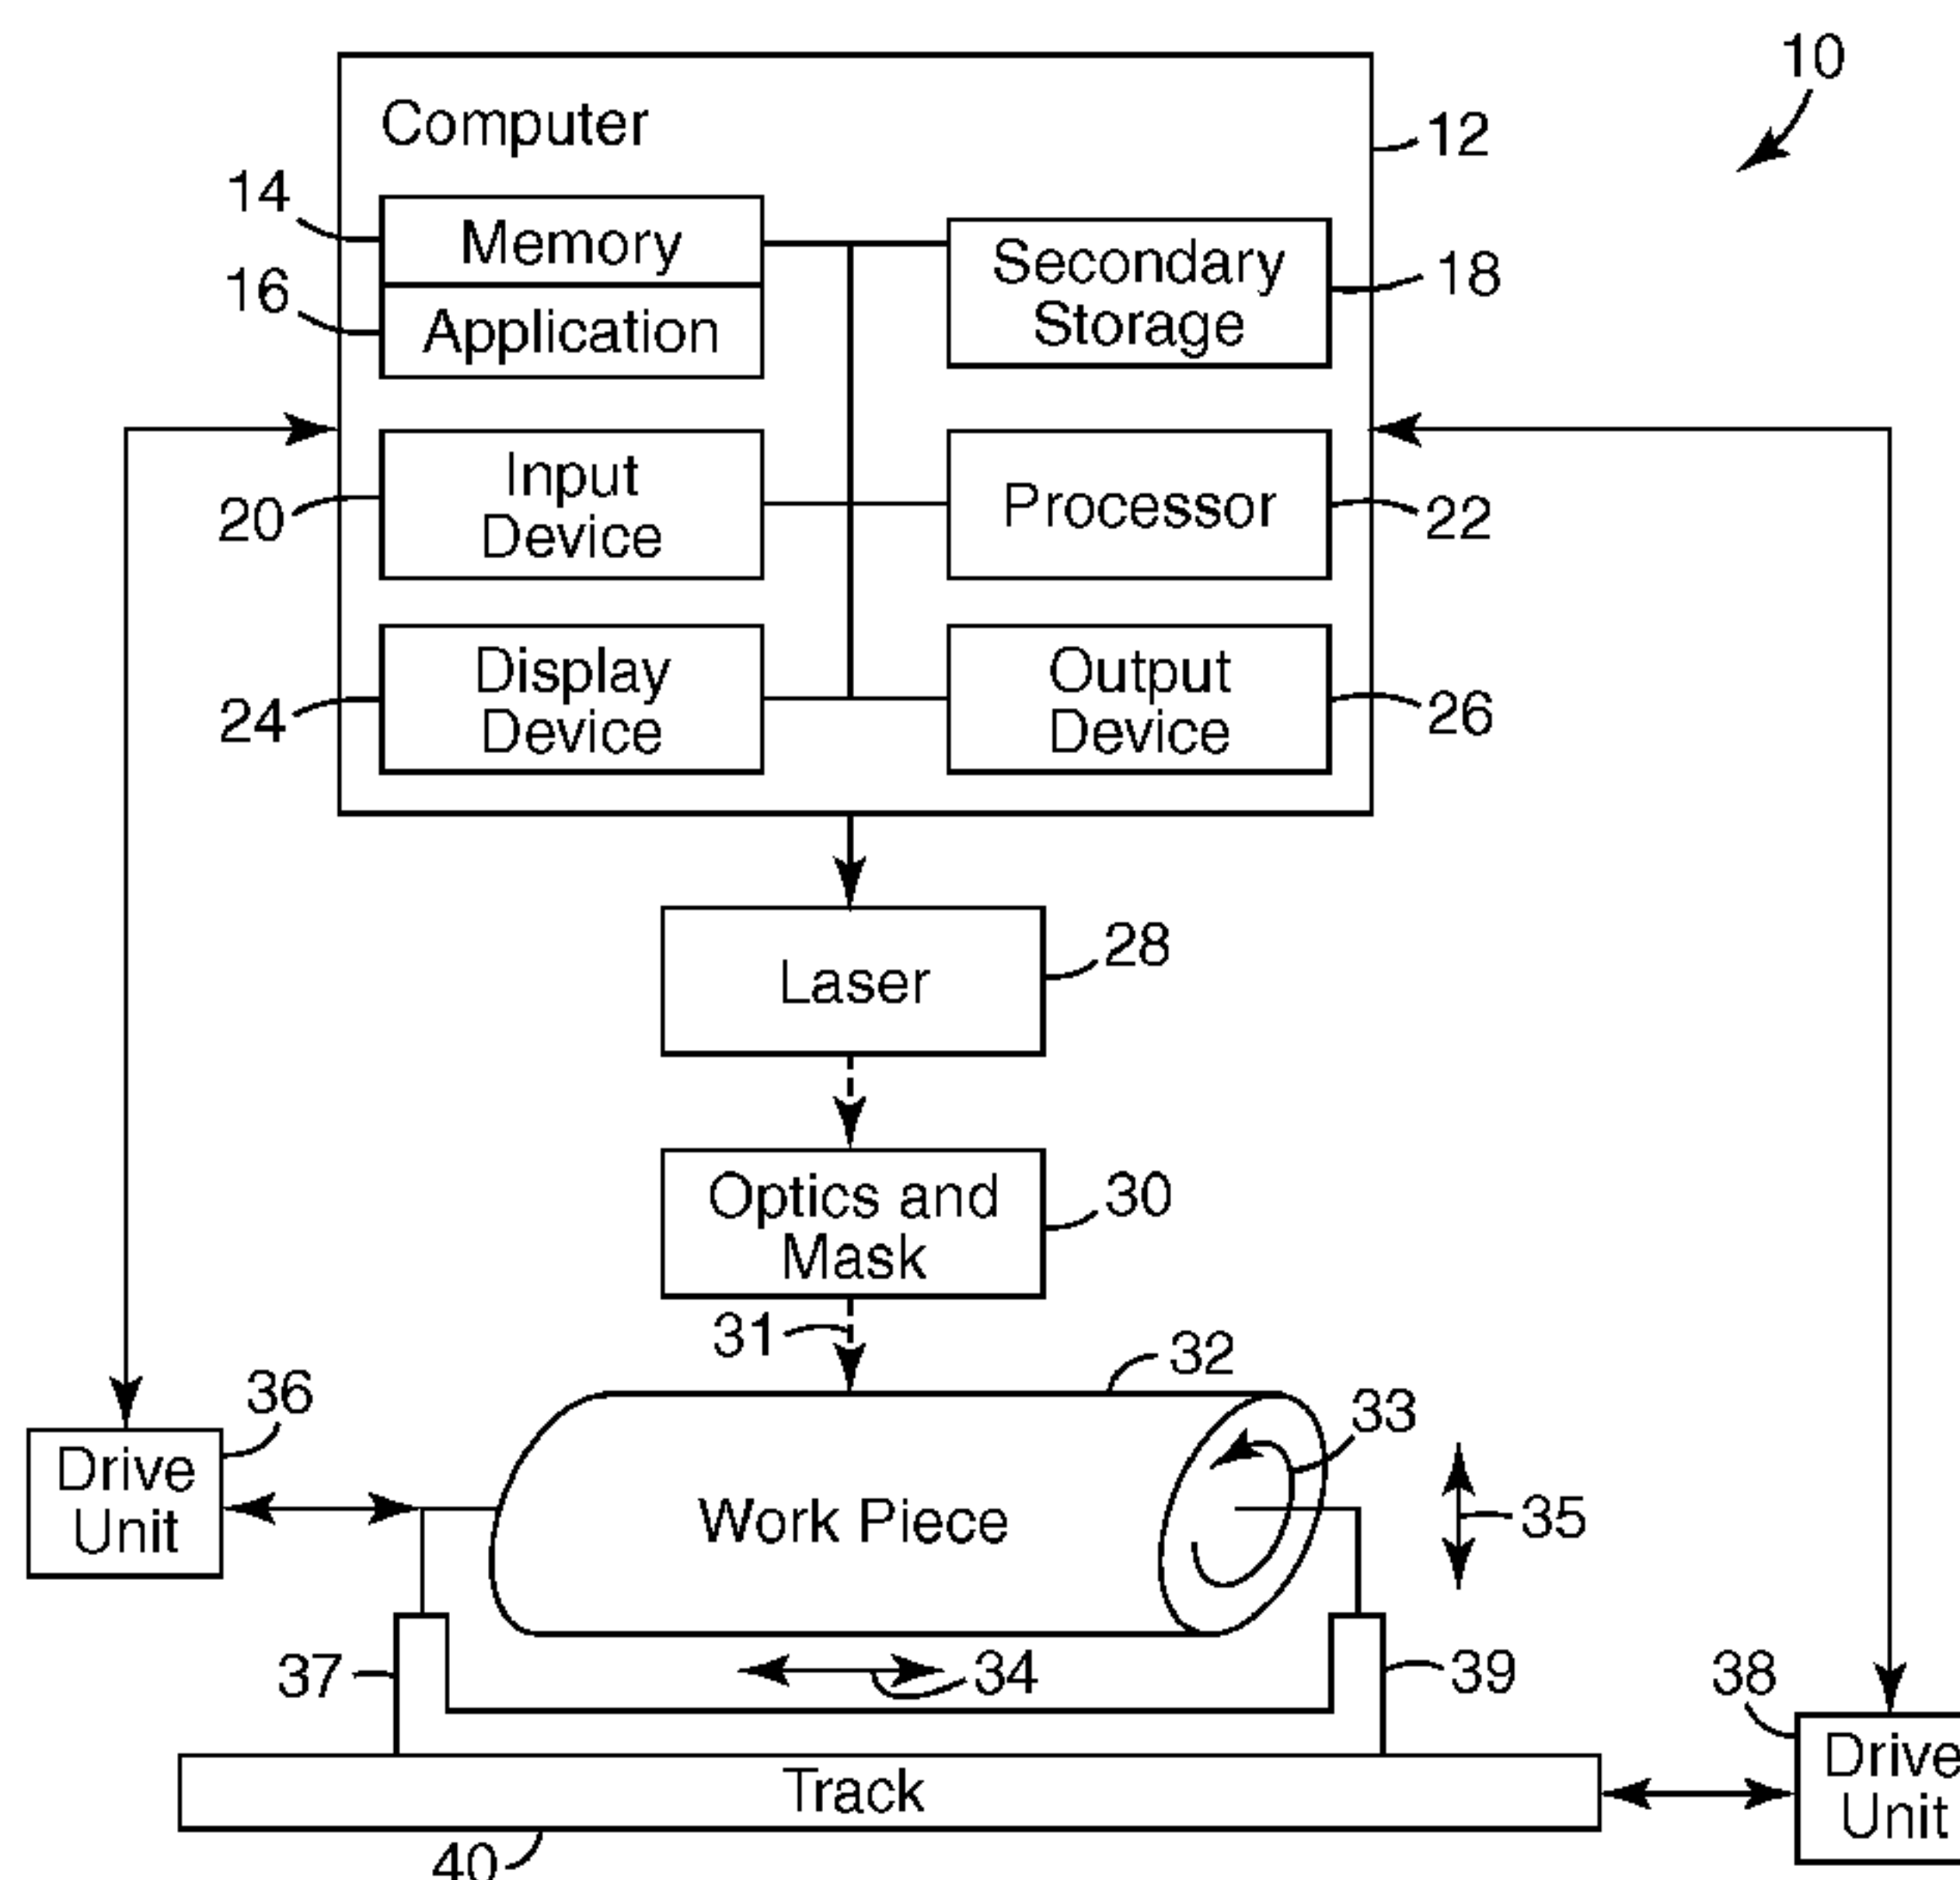 10
Computer
12
14
Memory
16
Application
Secondary
Storage
18
20
Input
Device
Processor
22
24
Display
Device
Output
Device
26
Laser
28
Optics and
Mask
30
31
32
33
36
Drive
Unit
Work Piece
35
34
37
39
38
Drive
Unit
Track
40